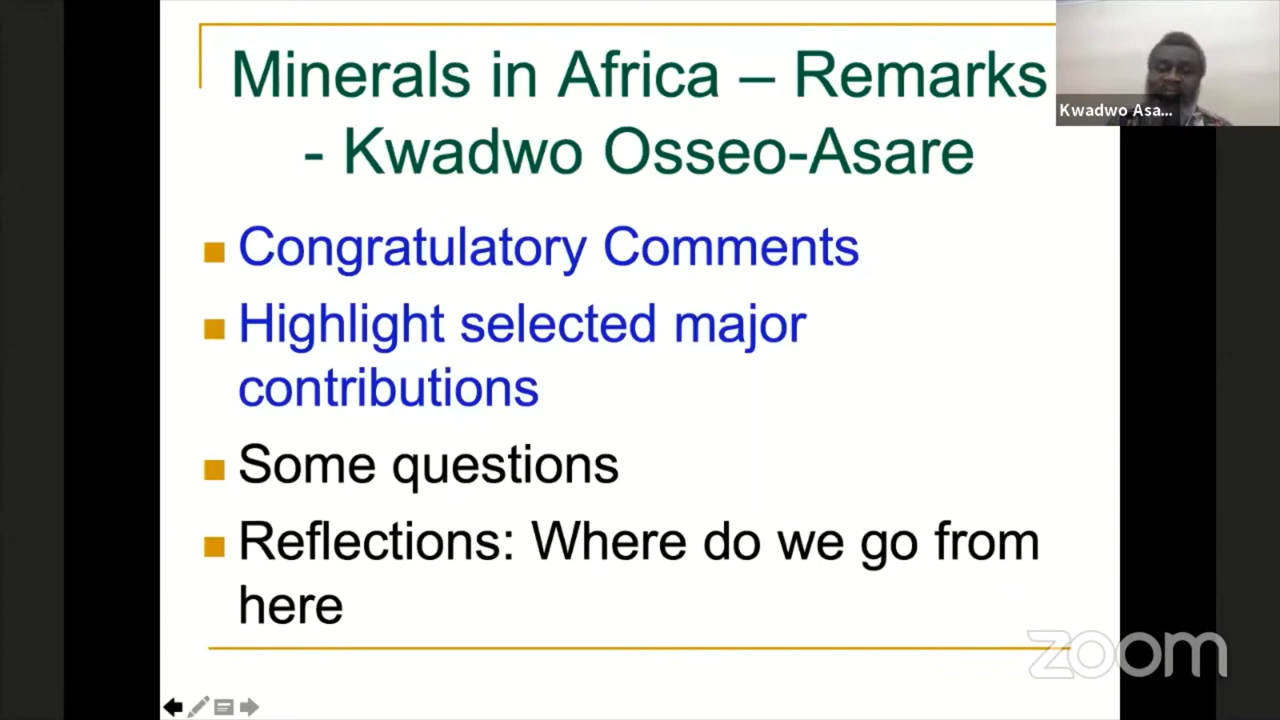 Minerals in Africa – Remarks
- Kwadwo Osseo-Asare
Kwadwo Asa...
Congratulatory Comments
Highlight selected major
contributions
Some questions
Reflections: Where do we go from
here
zoom